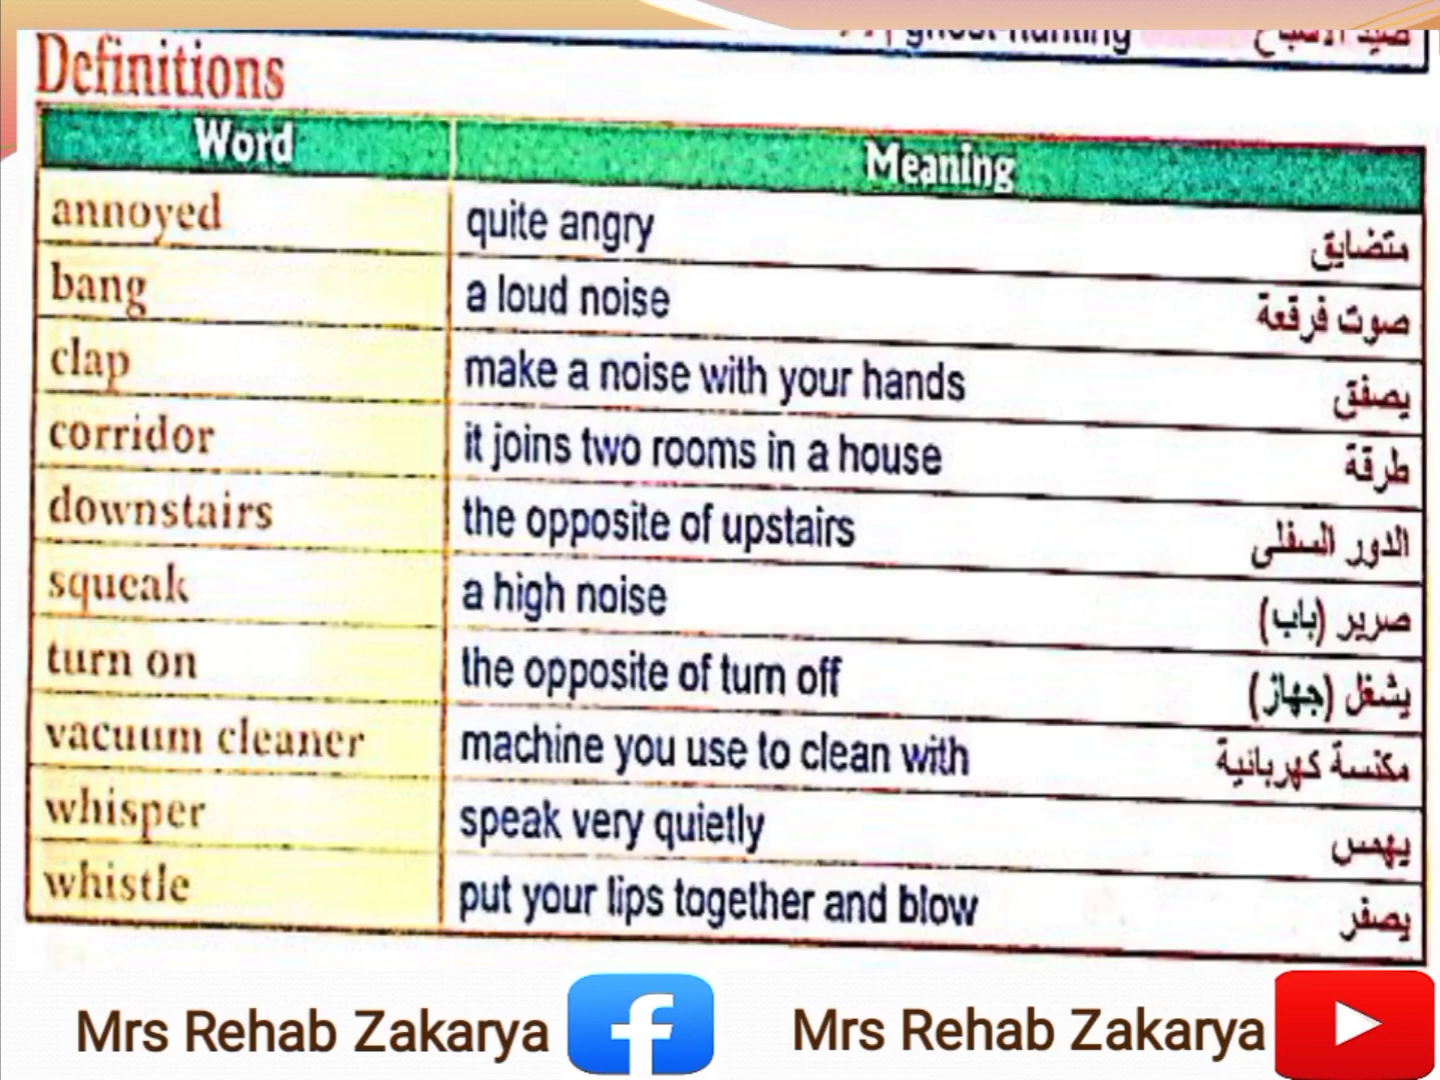 ghost hunting صيد الأشباح
Definitions
Word Meaning
annoyed quite angry متضايق
bang a loud noise صوت فرقعة
clap make a noise with your hands يصفق
corridor it joins two rooms in a house طرقة
downstairs the opposite of upstairs الدور السفلى
squeak a high noise صرير (باب)
turn on the opposite of turn off يشغل (جهاز)
vacuum cleaner machine you use to clean with مكنسة كهربائية
whisper speak very quietly يهمس
whistle put your lips together and blow يصفر
Mrs Rehab Zakarya Mrs Rehab Zakarya